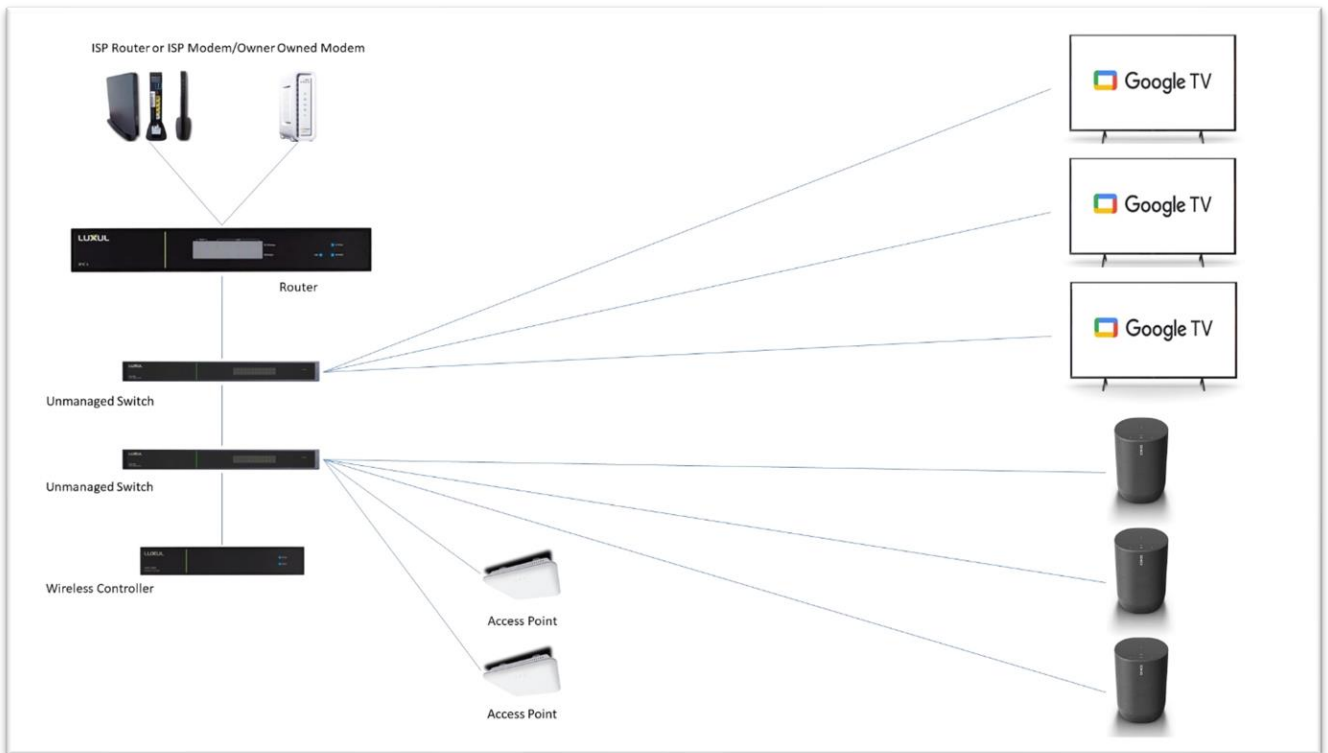 ISP Router or ISP Modem/Owner Owned Modem
Google TV
LUXUL
Router
Google TV
Google TV
Unmanaged Switch
Unmanaged Switch
LUXUL
Wireless Controller
Access Point
Access Point